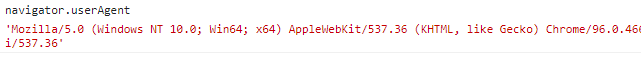 navigator.userAgent
'Mozilla/5.0 (Windows NT 10.0; Win64; x64) AppleWebKit/537.36 (KHTML, like Gecko) Chrome/96.0.466
i/537.36'